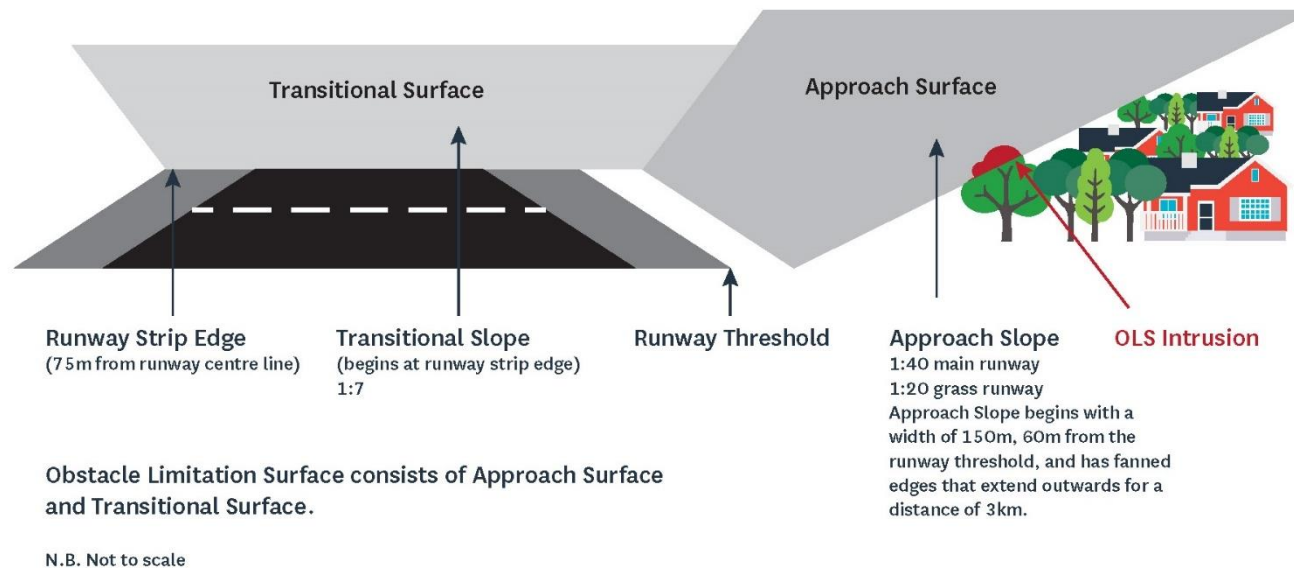 Transitional Surface
Approach Surface
Runway Strip Edge
(75m from runway centre line)
Transitional Slope
(begins at runway strip edge)
1:7
Runway Threshold
Approach Slope
1:40 main runway
1:20 grass runway
Approach Slope begins with a
width of 150m, 60m from the
runway threshold, and has fanned
edges that extend outwards for a
distance of 3km.
OLS Intrusion
Obstacle Limitation Surface consists of Approach Surface
and Transitional Surface.
N.B. Not to scale